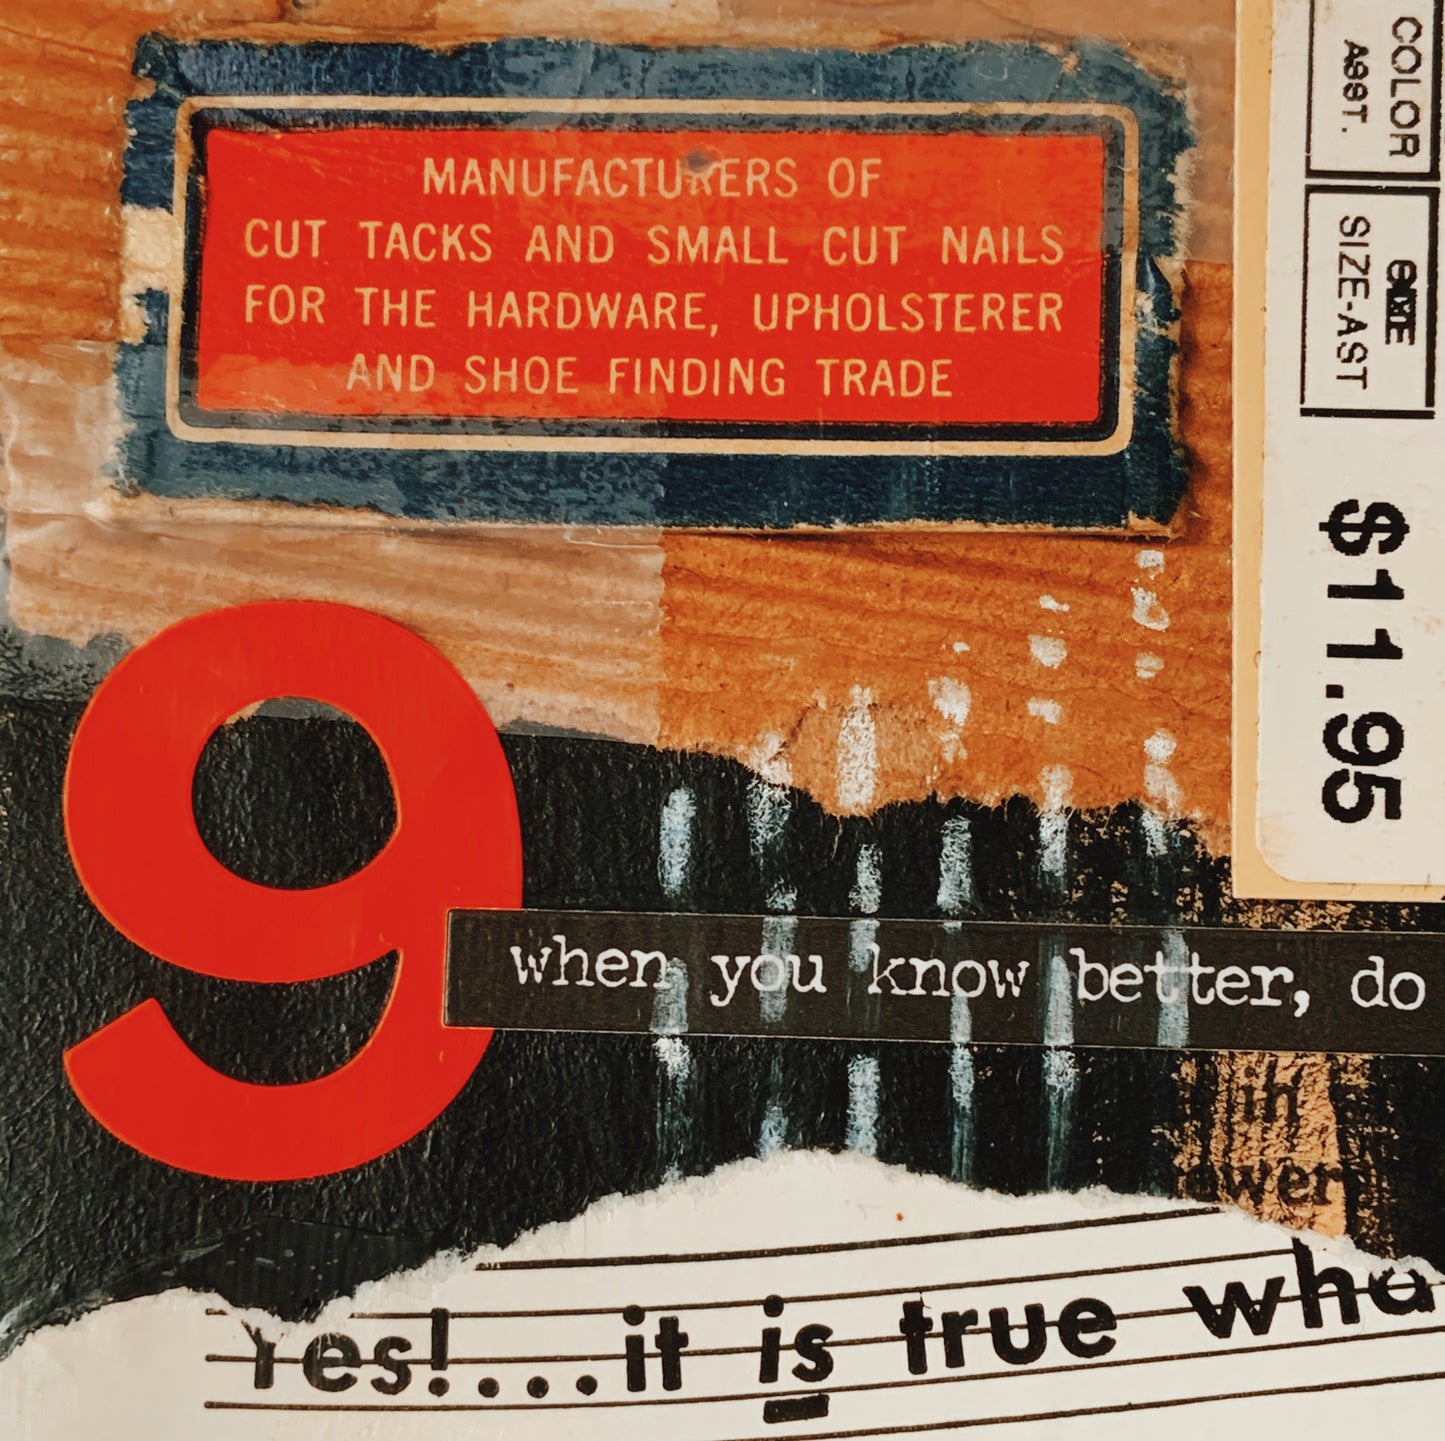 MANUFACTURERS OF
CUT TACKS AND SMALL CUT NAILS
FOR THE HARDWARE, UPHOLSTERER
AND SHOE FINDING TRADE
COLOR
ASST.
SIZE-AST
$11.95
9
when you know better, do
Yes!...it is true wha